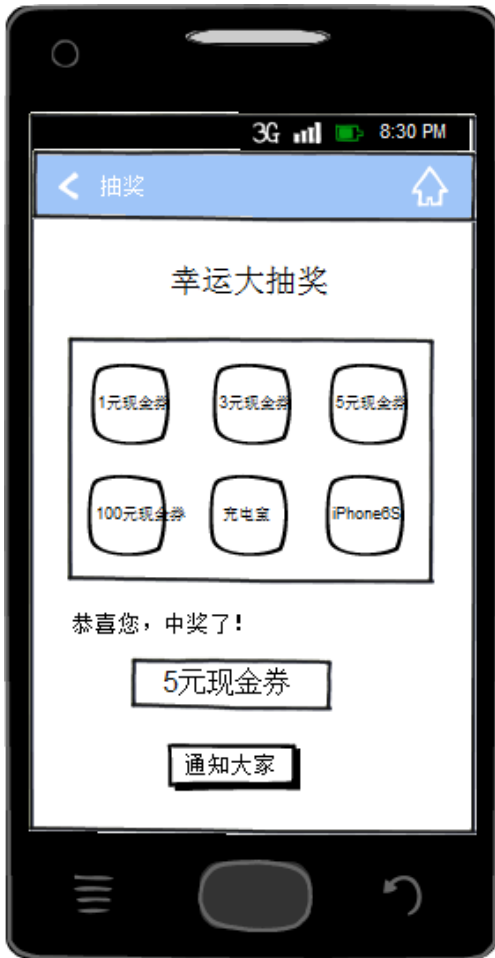 3G 8:30 PM
抽奖
幸运大抽奖
1元现金券 3元现金券 5元现金券
100元现金券 充电宝 iPhone6S
恭喜您，中奖了！
5元现金券
通知大家